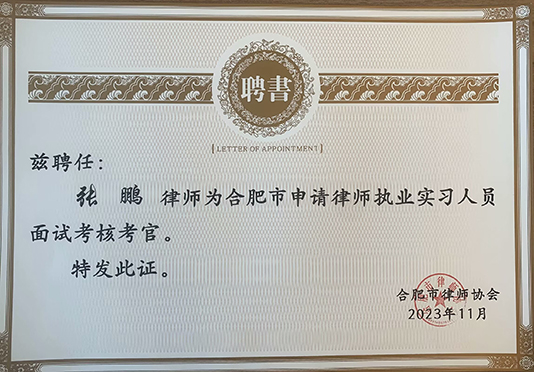 聘書
LETTER OF APPOINTMENT
兹聘任：
张 鹏 律师为合肥市申请律师执业实习人员
面试考核考官。
特发此证。
合肥市律师协会
2023年11月